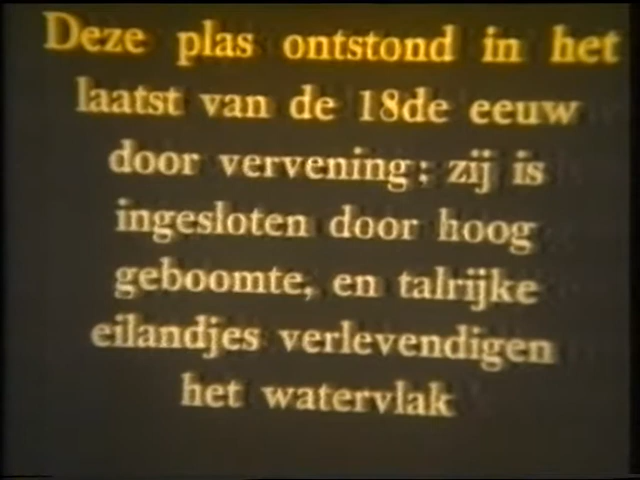 Deze plas ontstond in het
laatst van de 18de eeuw
door vervening; zij is
ingesloten door hoog
geboomte, en talrijke
eilandjes verlevendigen
het watervlak